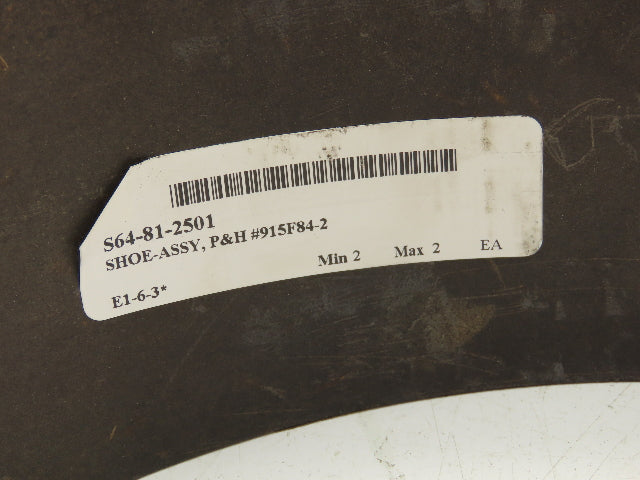 S64-81-2501
SHOE-ASSY, P&H #915F84-2
Min 2 Max 2 EA
E1-6-3*